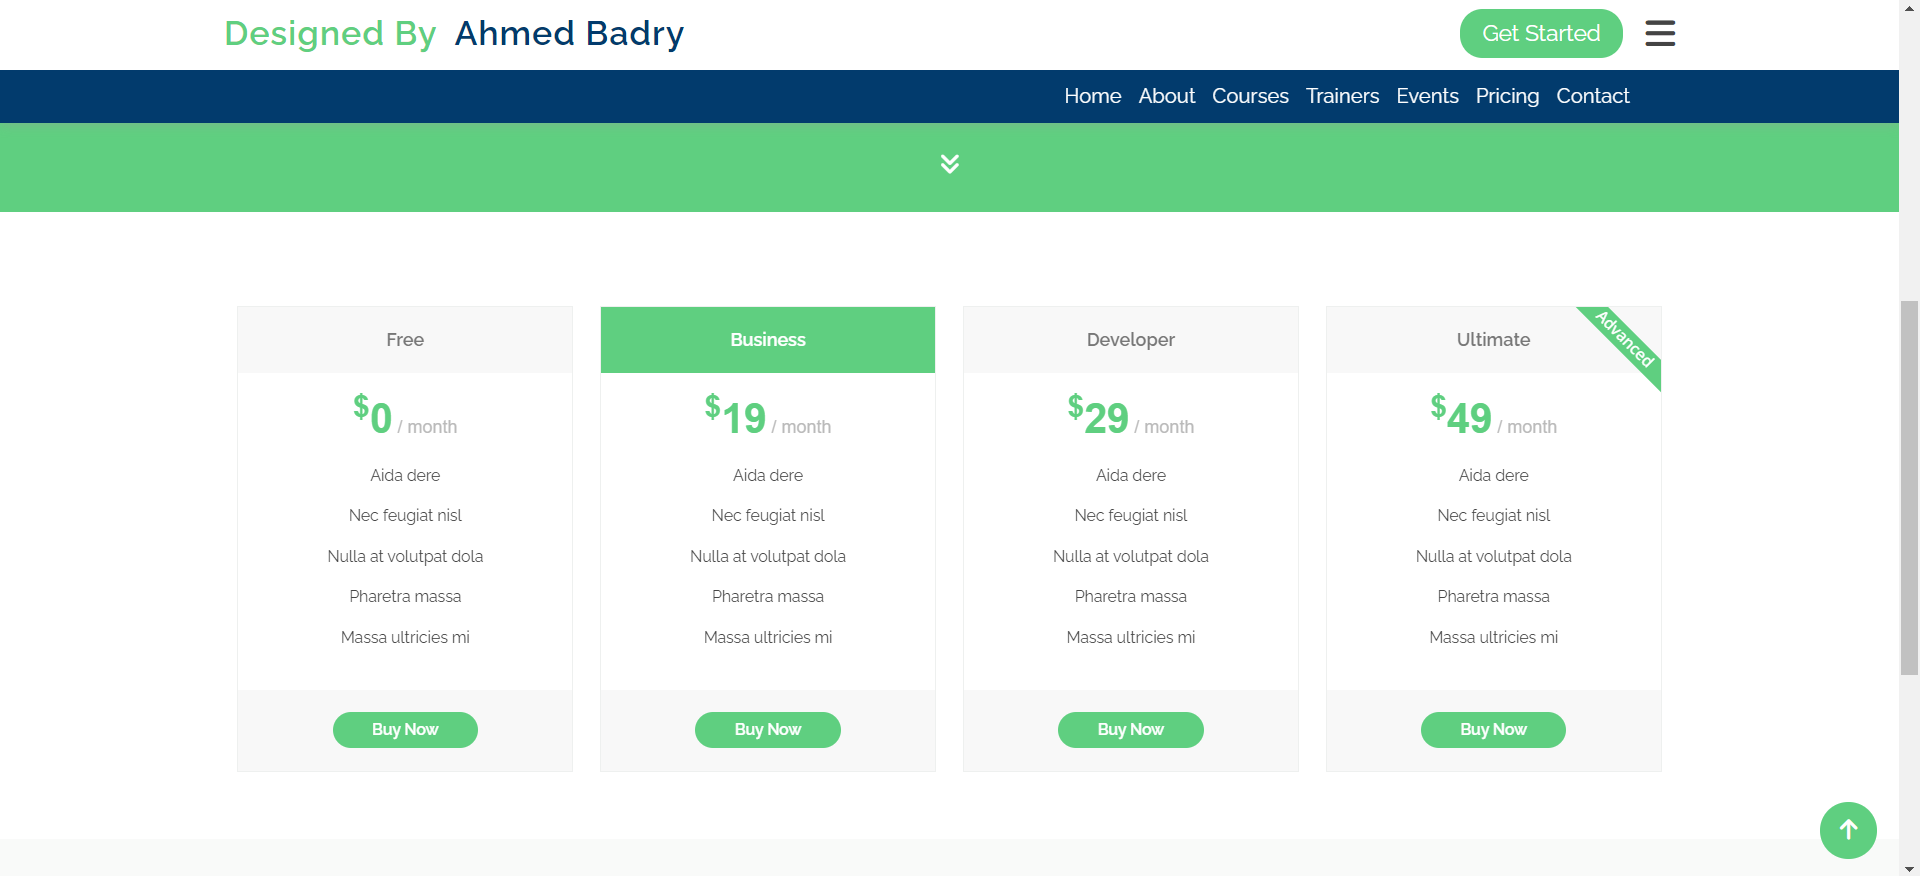 Designed By Ahmed Badry
Get Started
Home About Courses Trainers Events Pricing Contact
Free
$0 / month
Aida dere
Nec feugiat nisl
Nulla at volutpat dola
Pharetra massa
Massa ultricies mi
Buy Now
Business
$19 / month
Aida dere
Nec feugiat nisl
Nulla at volutpat dola
Pharetra massa
Massa ultricies mi
Buy Now
Developer
$29 / month
Aida dere
Nec feugiat nisl
Nulla at volutpat dola
Pharetra massa
Massa ultricies mi
Buy Now
Ultimate
Advanced
$49 / month
Aida dere
Nec feugiat nisl
Nulla at volutpat dola
Pharetra massa
Massa ultricies mi
Buy Now